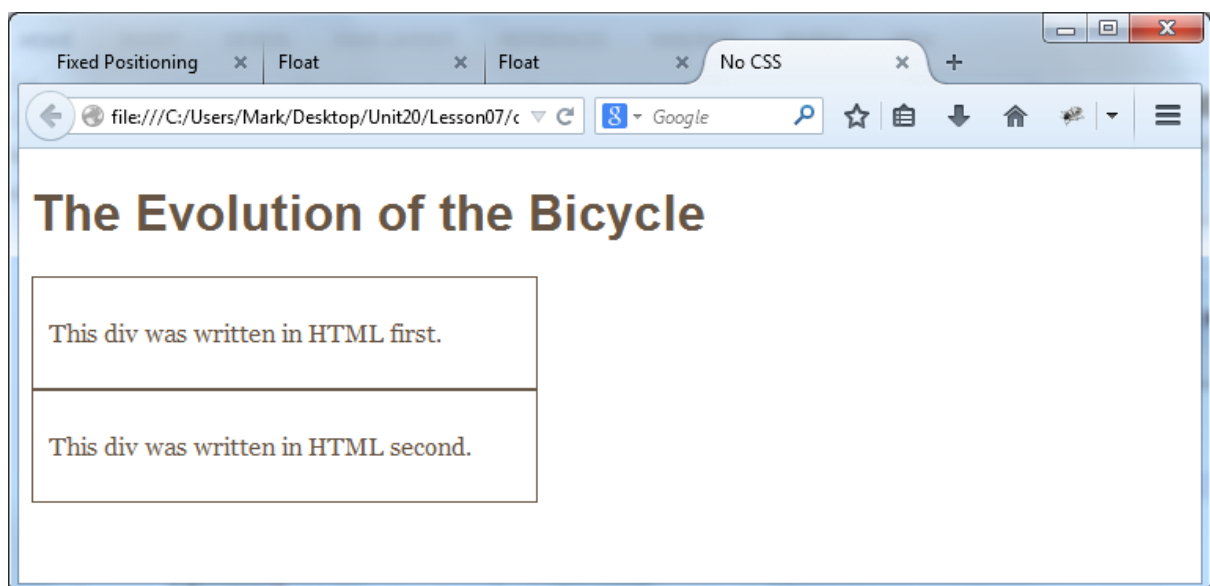 Fixed Positioning Float Float No CSS
file:///C:/Users/Mark/Desktop/Unit20/Lesson07/c 8 Google
The Evolution of the Bicycle
This div was written in HTML first.
This div was written in HTML second.